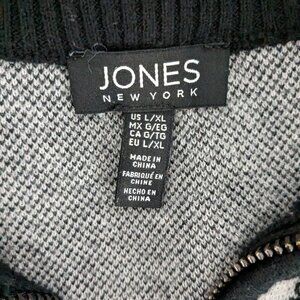 JONES
NEW YORK
US L/XL
MX G/EG
CA G/TG
EU L/XL
MADE IN
CHINA
FABRIQUÉ EN
CHINE
HECHO EN
CHINA